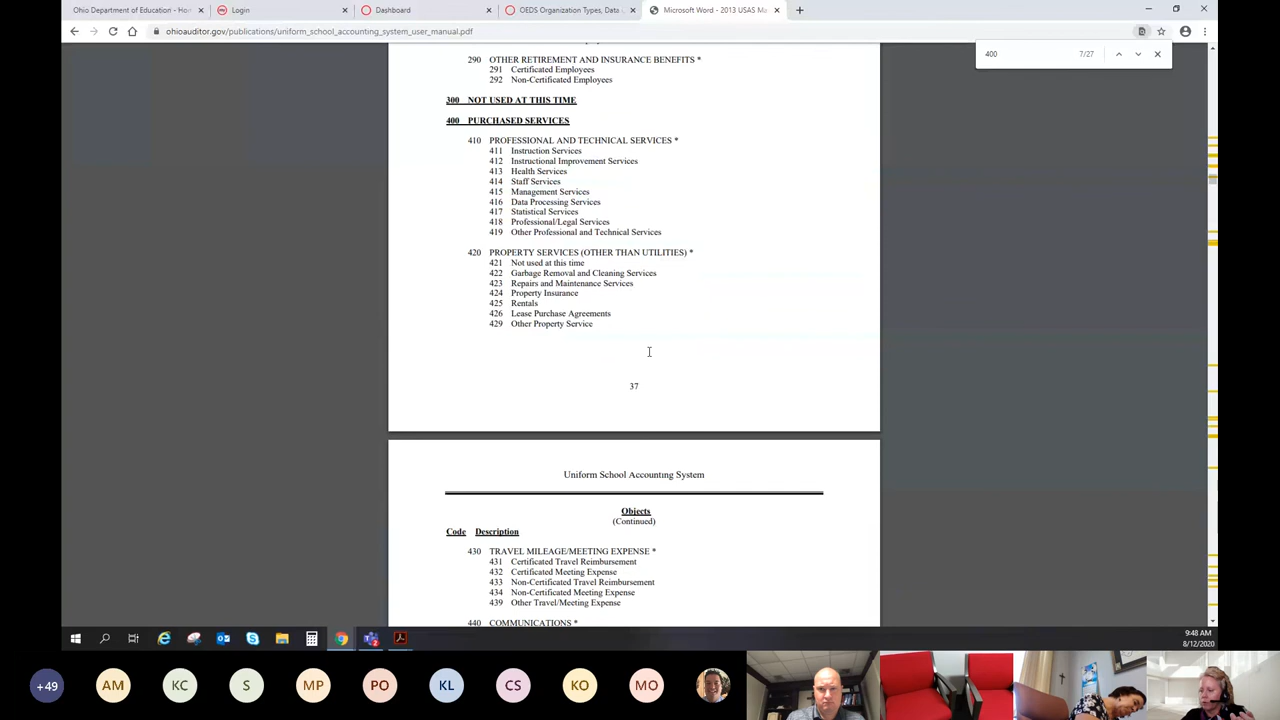 Ohio Department of Education - Ho
Login
Dashboard
OEDS Organization Types, Data
Microsoft Word - 2013 USAS Ma
ohioauditor.gov/publications/uniform_school_accounting_system_user_manual.pdf
400 7/27
290 OTHER RETIREMENT AND INSURANCE BENEFITS *
291 Certificated Employees
292 Non-Certificated Employees
300 NOT USED AT THIS TIME
400 PURCHASED SERVICES
410 PROFESSIONAL AND TECHNICAL SERVICES *
411 Instruction Services
412 Instructional Improvement Services
413 Health Services
414 Staff Services
415 Management Services
416 Data Processing Services
417 Statistical Services
418 Professional/Legal Services
419 Other Professional and Technical Services
420 PROPERTY SERVICES (OTHER THAN UTILITIES) *
421 Not used at this time
422 Garbage Removal and Cleaning Services
423 Repairs and Maintenance Services
424 Property Insurance
425 Rentals
426 Lease Purchase Agreements
429 Other Property Service
37
Uniform School Accounting System
Objects
(Continued)
Code Description
430 TRAVEL MILEAGE/MEETING EXPENSE *
431 Certificated Travel Reimbursement
432 Certificated Meeting Expense
433 Non-Certificated Travel Reimbursement
434 Non-Certificated Meeting Expense
439 Other Travel/Meeting Expense
440 COMMUNICATIONS *
9:48 AM
8/12/2020
+49 AM KC S MP PO KL CS KO MO